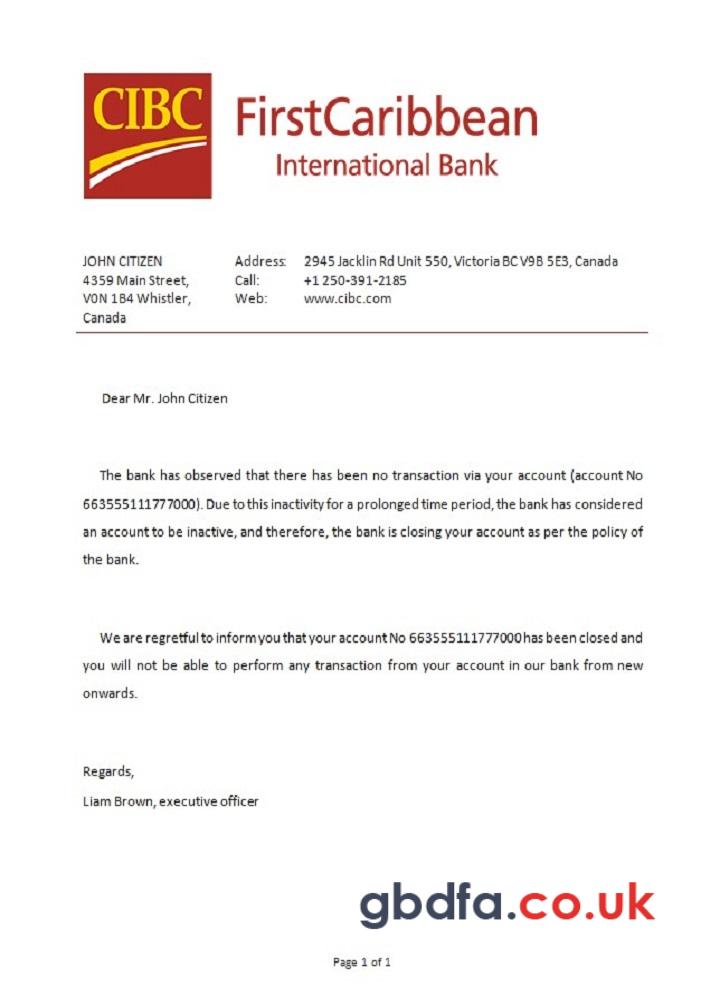 CIBC
FirstCaribbean
International Bank
JOHN CITIZEN
4359 Main Street,
V0N 1B4 Whistler,
Canada
Address: 2945 Jacklin Rd Unit 550, Victoria BC V9B 5E3, Canada
Call: +1 250-391-2185
Web: www.cibc.com
Dear Mr. John Citizen
The bank has observed that there has been no transaction via your account (account No
663555111777000). Due to this inactivity for a prolonged time period, the bank has considered
an account to be inactive, and therefore, the bank is closing your account as per the policy of
the bank.
We are regretful to inform you that your account No 663555111777000 has been closed and
you will not be able to perform any transaction from your account in our bank from new
onwards.
Regards,
Liam Brown, executive officer
gbdfa.co.uk
Page 1 of 1